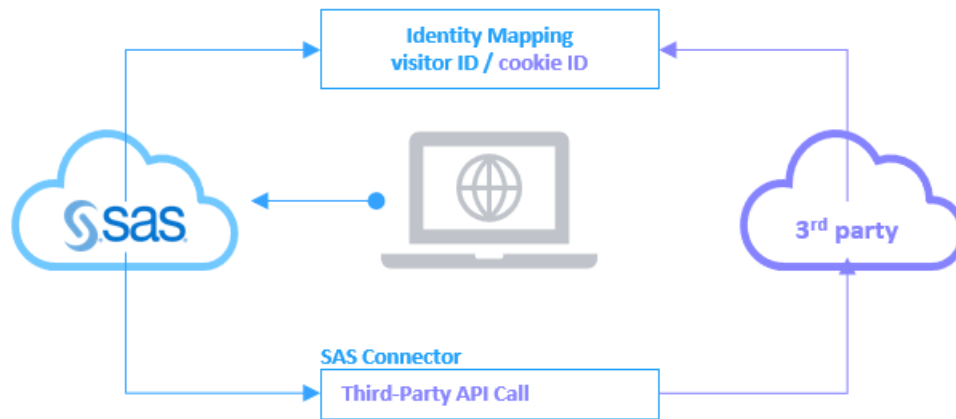 Identity Mapping
visitor ID / cookie ID
sas
3rd party
SAS Connector
Third-Party API Call